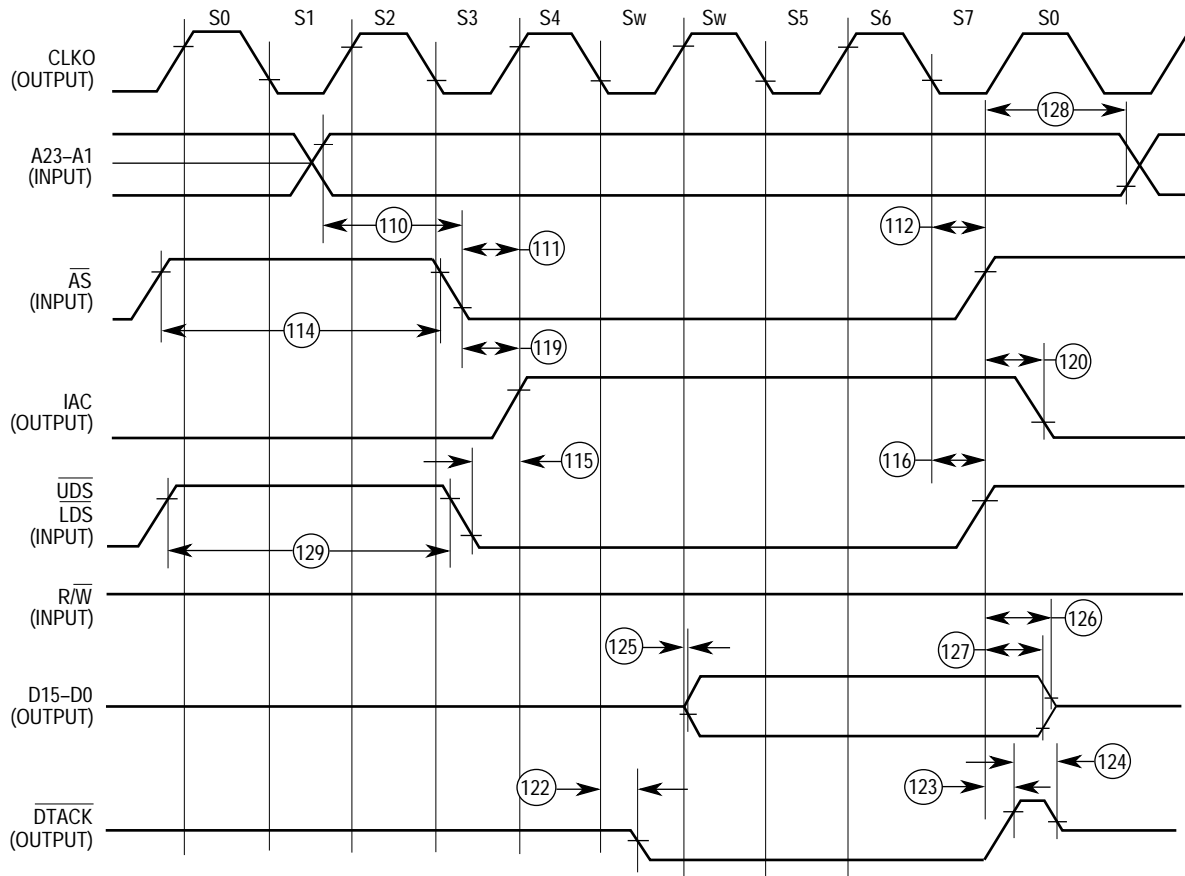 S0 S1 S2 S3 S4 Sw Sw S5 S6 S7 S0
CLKO
(OUTPUT)
128
A23–A1
(INPUT)
110
112
111
AS
(INPUT)
114
119
120
IAC
(OUTPUT)
115
116
UDS
LDS
(INPUT)
129
R/W
(INPUT)
126
125
127
D15–D0
(OUTPUT)
124
122
123
DTACK
(OUTPUT)